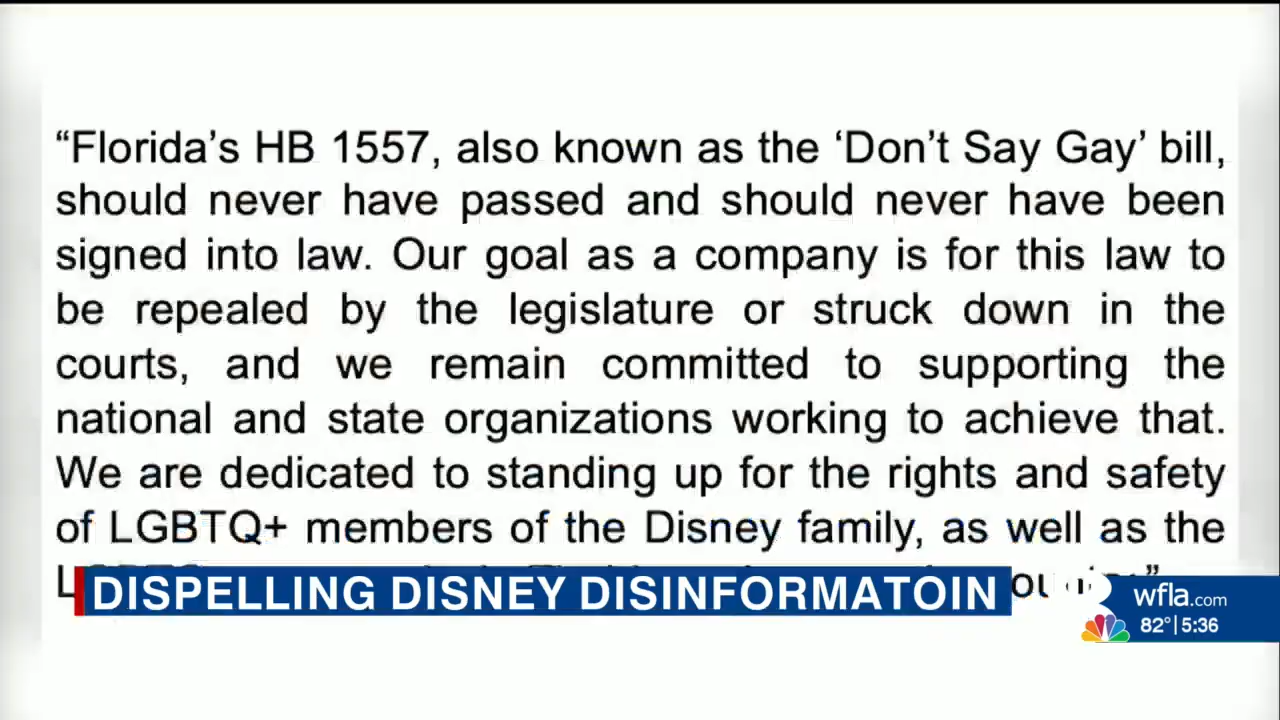 “Florida’s HB 1557, also known as the ‘Don’t Say Gay’ bill,
should never have passed and should never have been
signed into law. Our goal as a company is for this law to
be repealed by the legislature or struck down in the
courts, and we remain committed to supporting the
national and state organizations working to achieve that.
We are dedicated to standing up for the rights and safety
of LGBTQ+ members of the Disney family, as well as the
DISPELLING DISNEY DISINFORMATOIN
8
wfla.com
82° | 5:36